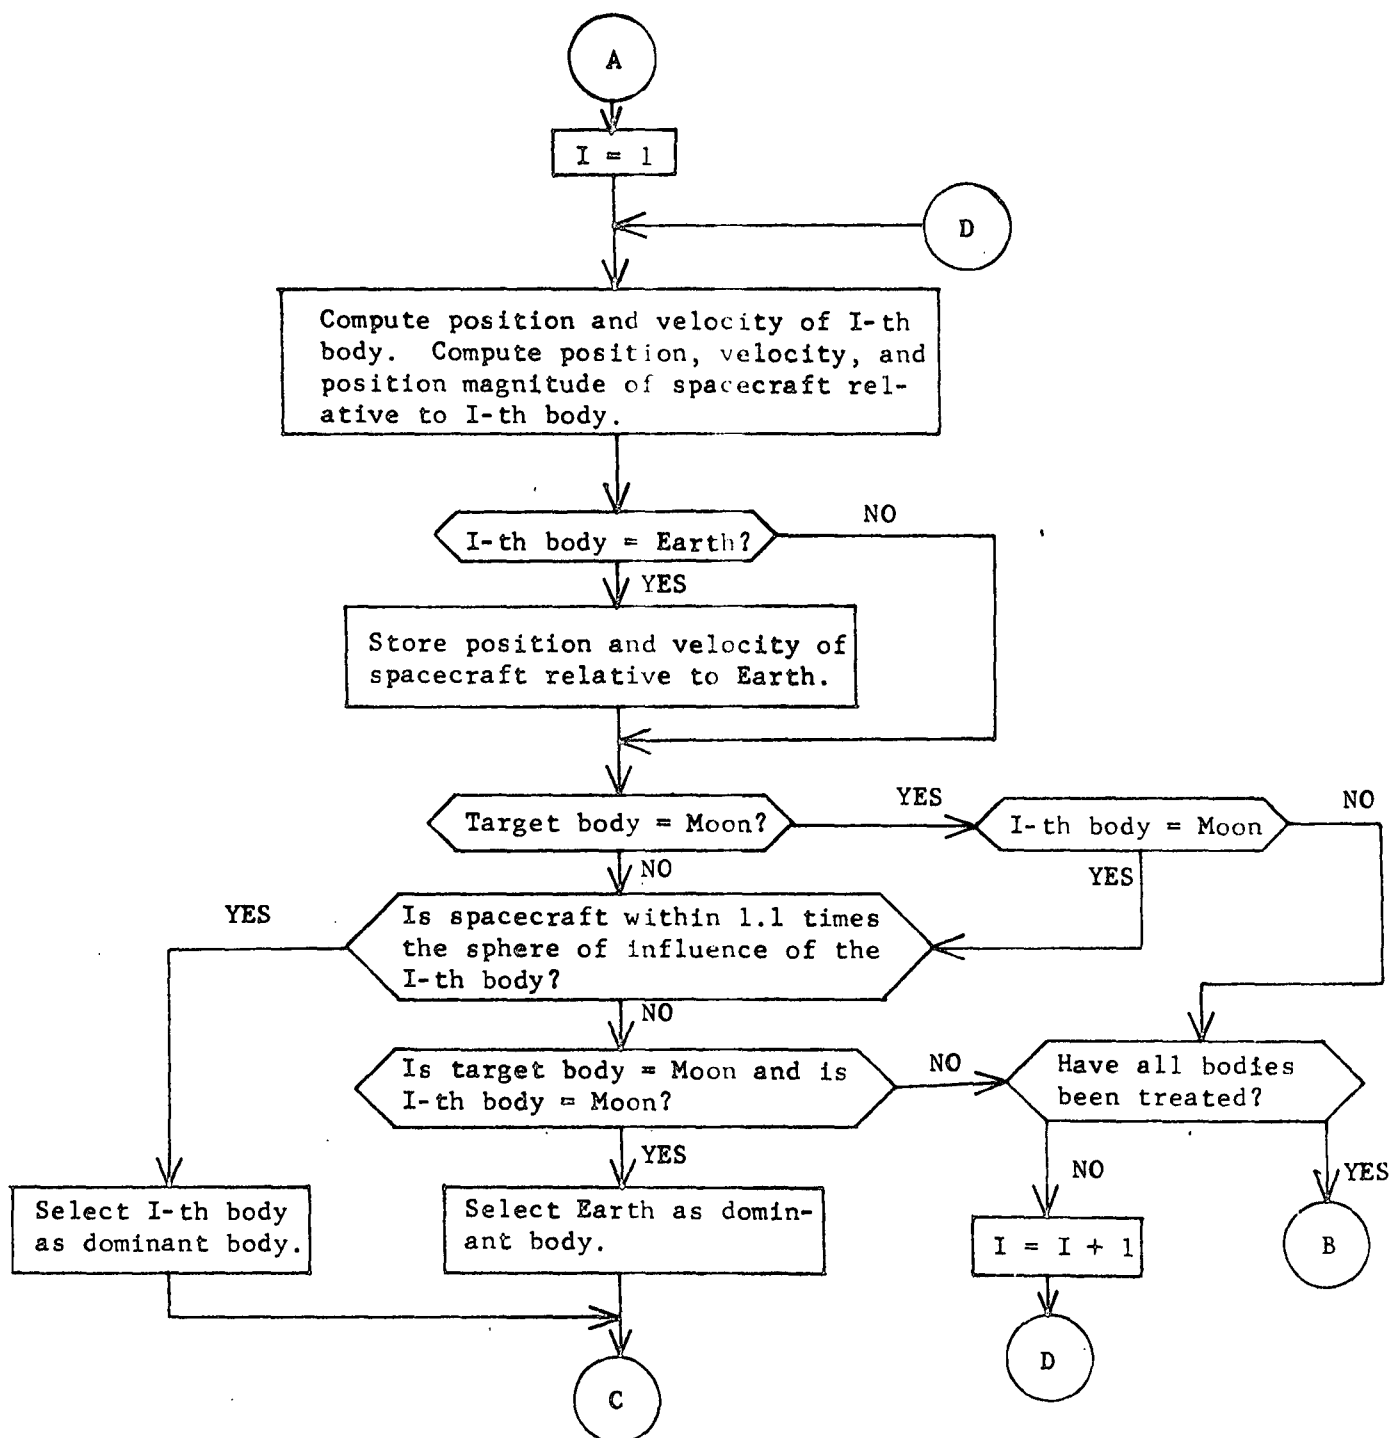 A
I = 1
D
Compute position and velocity of I-th
body. Compute position, velocity, and
position magnitude of spacecraft rel-
ative to I-th body.
I-th body = Earth?
NO
YES
Store position and velocity of
spacecraft relative to Earth.
Target body = Moon?
YES
I-th body = Moon
NO
NO
YES
Is spacecraft within 1.1 times
the sphere of influence of the
I-th body?
YES
NO
Is target body = Moon and is
I-th body = Moon?
NO
Have all bodies
been treated?
YES
NO
YES
Select I-th body
as dominant body.
Select Earth as domin-
ant body.
I = I + 1
B
D
C